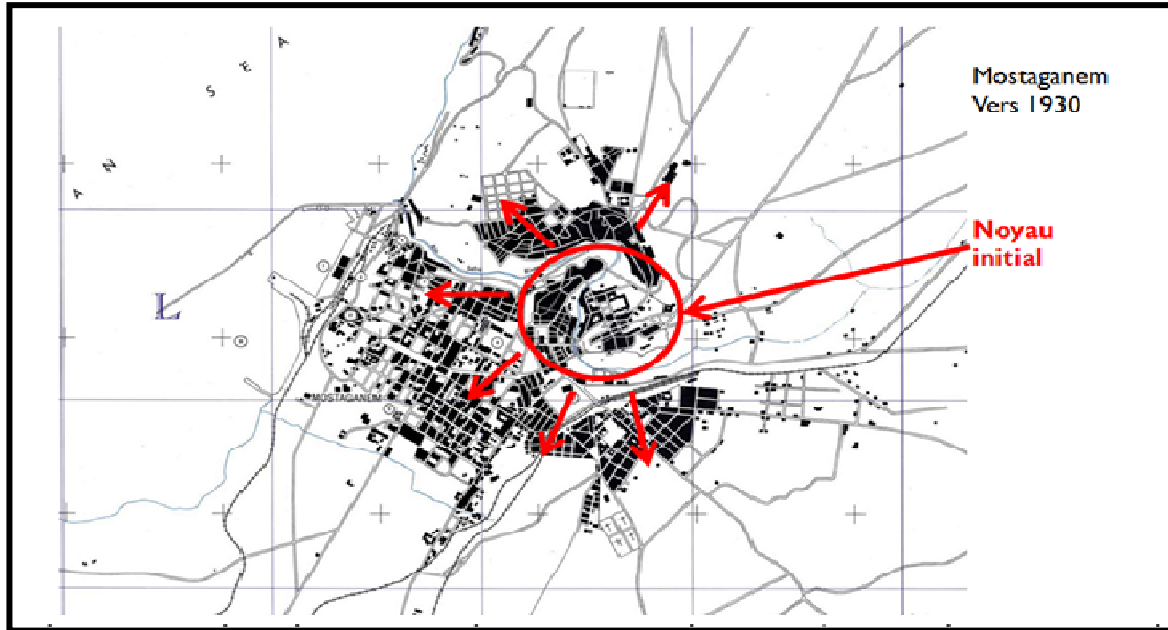 Mostaganem
Vers 1930
Noyau
initial
S E A
A N
L
MOSTAGANEM